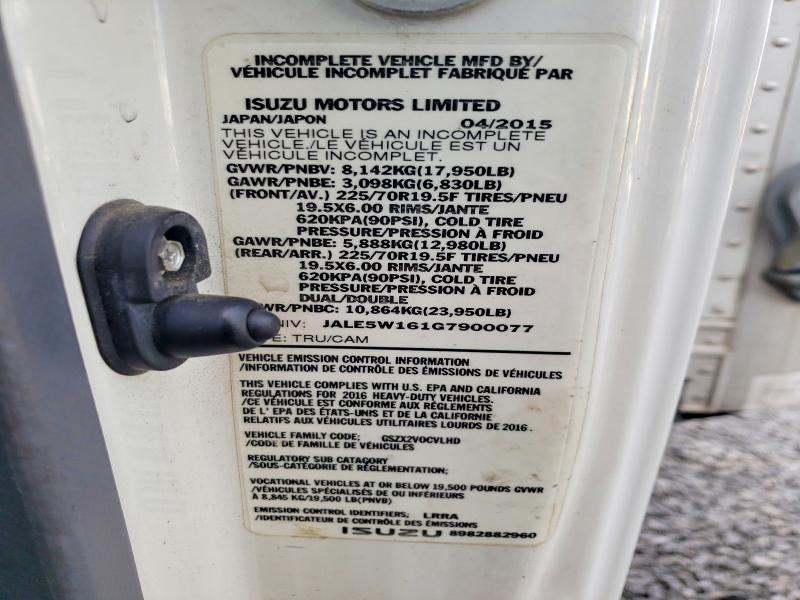 INCOMPLETE VEHICLE MFD BY/
VÉHICULE INCOMPLET FABRIQUÉ PAR
ISUZU MOTORS LIMITED
JAPAN/JAPON 04/2015
THIS VEHICLE IS AN INCOMPLETE
VEHICLE./LE VÉHICULE EST UN
VÉHICULE INCOMPLET.
GVWR/PNBV: 8,142KG(17,950LB)
GAWR/PNBE: 3,098KG(6,830LB)
(FRONT/AV.) 225/70R19.5F TIRES/PNEU
19.5X6.00 RIMS/JANTE
620KPA(90PSI), COLD TIRE
PRESSURE/PRESSION À FROID
GAWR/PNBE: 5,888KG(12,980LB)
(REAR/ARR.) 225/70R19.5F TIRES/PNEU
19.5X6.00 RIMS/JANTE
620KPA(90PSI), COLD TIRE
PRESSURE/PRESSION À FROID
DUAL/DOUBLE
WR/PNBC: 10,864KG(23,950LB)
NIV: JALE5W161G7900077
E: TRU/CAM
VEHICLE EMISSION CONTROL INFORMATION
/INFORMATION DE CONTRÔLE DES ÉMISSIONS DE VÉHICULES
THIS VEHICLE COMPLIES WITH U.S. EPA AND CALIFORNIA
REGULATIONS FOR 2016 HEAVY-DUTY VEHICLES.
/CE VÉHICULE EST CONFORME AUX RÉGLEMENTS
DE L' EPA DES ÉTATS-UNIS ET DE LA CALIFORNIE
RELATIFS AUX VÉHICULES UTILITAIRES LOURDS DE 2016.
VEHICLE FAMILY CODE; GSZX2VOCVLHD
/CODE DE FAMILLE DE VÉHICULES
REGULATORY SUB CATAGORY
/SOUS-CATÉGORIE DE RÉGLEMENTATION;
VOCATIONAL VEHICLES AT OR BELOW 19,500 POUNDS GVWR
/VÉHICULES SPÉCIALISÉS DE OU INFÉRIEURS
À 8,845 KG/19,500 LB(PNVB)
EMISSION CONTROL IDENTIFIERS; LRRA
/IDENTIFICATEUR DE CONTRÔLE DES ÉMISSIONS
ISUZU 8982882960